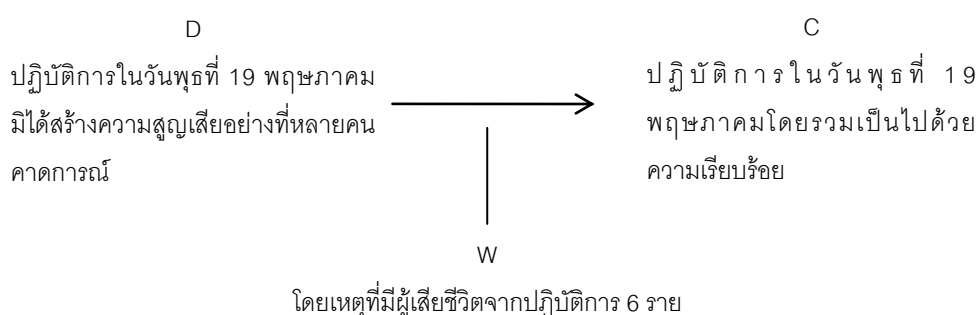 D
ปฏิบัติการในวันพุธที่ 19 พฤษภาคม
มิได้สร้างความสูญเสียอย่างที่หลายคน
คาดการณ์
C
ปฏิบัติการในวันพุธที่ 19
พฤษภาคมโดยรวมเป็นไปด้วย
ความเรียบร้อย
W
โดยเหตุที่มีผู้เสียชีวิตจากปฏิบัติการ 6 ราย